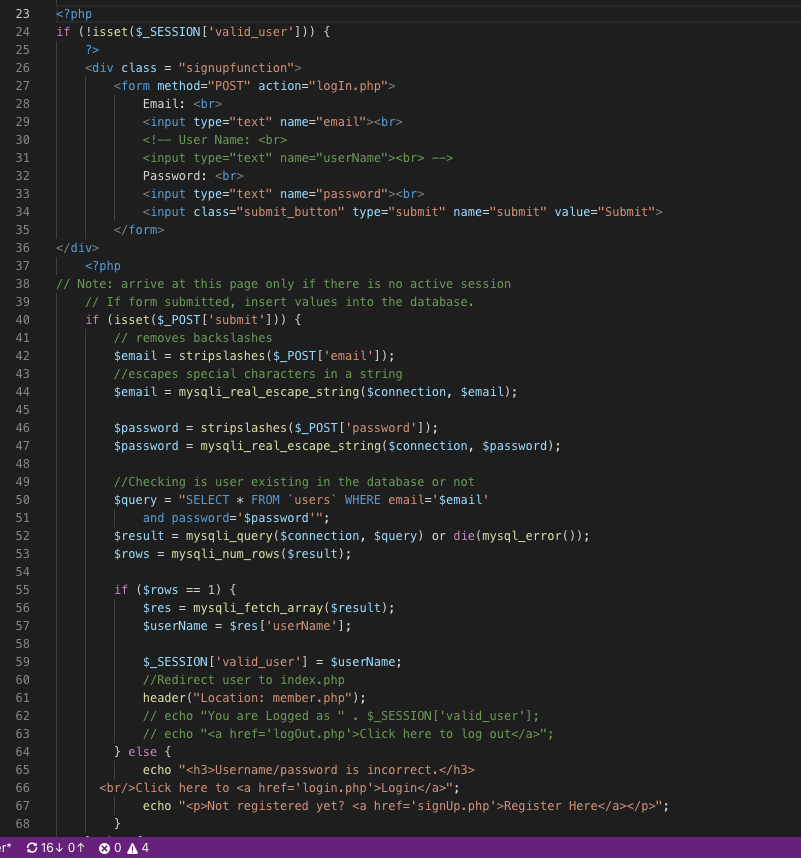 23 <?php
24 if (!isset($_SESSION['valid_user'])) {
25 ?>
26 <div class = "signupfunction">
27 <form method="POST" action="logIn.php">
28 Email: <br>
29 <input type="text" name="email"><br>
30 <!-- User Name: <br>
31 <input type="text" name="userName"><br> -->
32 Password: <br>
33 <input type="text" name="password"><br>
34 <input class="submit_button" type="submit" name="submit" value="Submit">
35 </form>
36 </div>
37 <?php
38 // Note: arrive at this page only if there is no active session
39 // If form submitted, insert values into the database.
40 if (isset($_POST['submit'])) {
41 // removes backslashes
42 $email = stripslashes($_POST['email']);
43 //escapes special characters in a string
44 $email = mysqli_real_escape_string($connection, $email);
45
46 $password = stripslashes($_POST['password']);
47 $password = mysqli_real_escape_string($connection, $password);
48
49 //Checking is user existing in the database or not
50 $query = "SELECT * FROM `users` WHERE email='$email'
51 and password='$password'";
52 $result = mysqli_query($connection, $query) or die(mysql_error());
53 $rows = mysqli_num_rows($result);
54
55 if ($rows == 1) {
56 $res = mysqli_fetch_array($result);
57 $userName = $res['userName'];
58
59 $_SESSION['valid_user'] = $userName;
60 //Redirect user to index.php
61 header("Location: member.php");
62 // echo "You are Logged as " . $_SESSION['valid_user'];
63 // echo "<a href='logOut.php'>Click here to log out</a>";
64 } else {
65 echo "<h3>Username/password is incorrect.</h3>
66 <br/>Click here to <a href='login.php'>Login</a>";
67 echo "<p>Not registered yet? <a href='signUp.php'>Register Here</a></p>";
68 }
r* 16↓ 0↑ 0 4